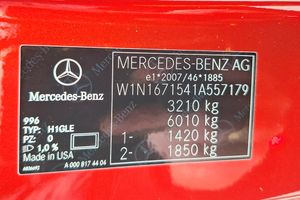 MERCEDES-BENZ AG
e1*2007/46*1885
W1N1671541A557179
3210 kg
6010 kg
1- 1420 kg
2- 1850 kg
Mercedes-Benz
996
TYP: H1GLE
PZ: 0
ID 1,0 %
Made in USA
A 000 817 44 04